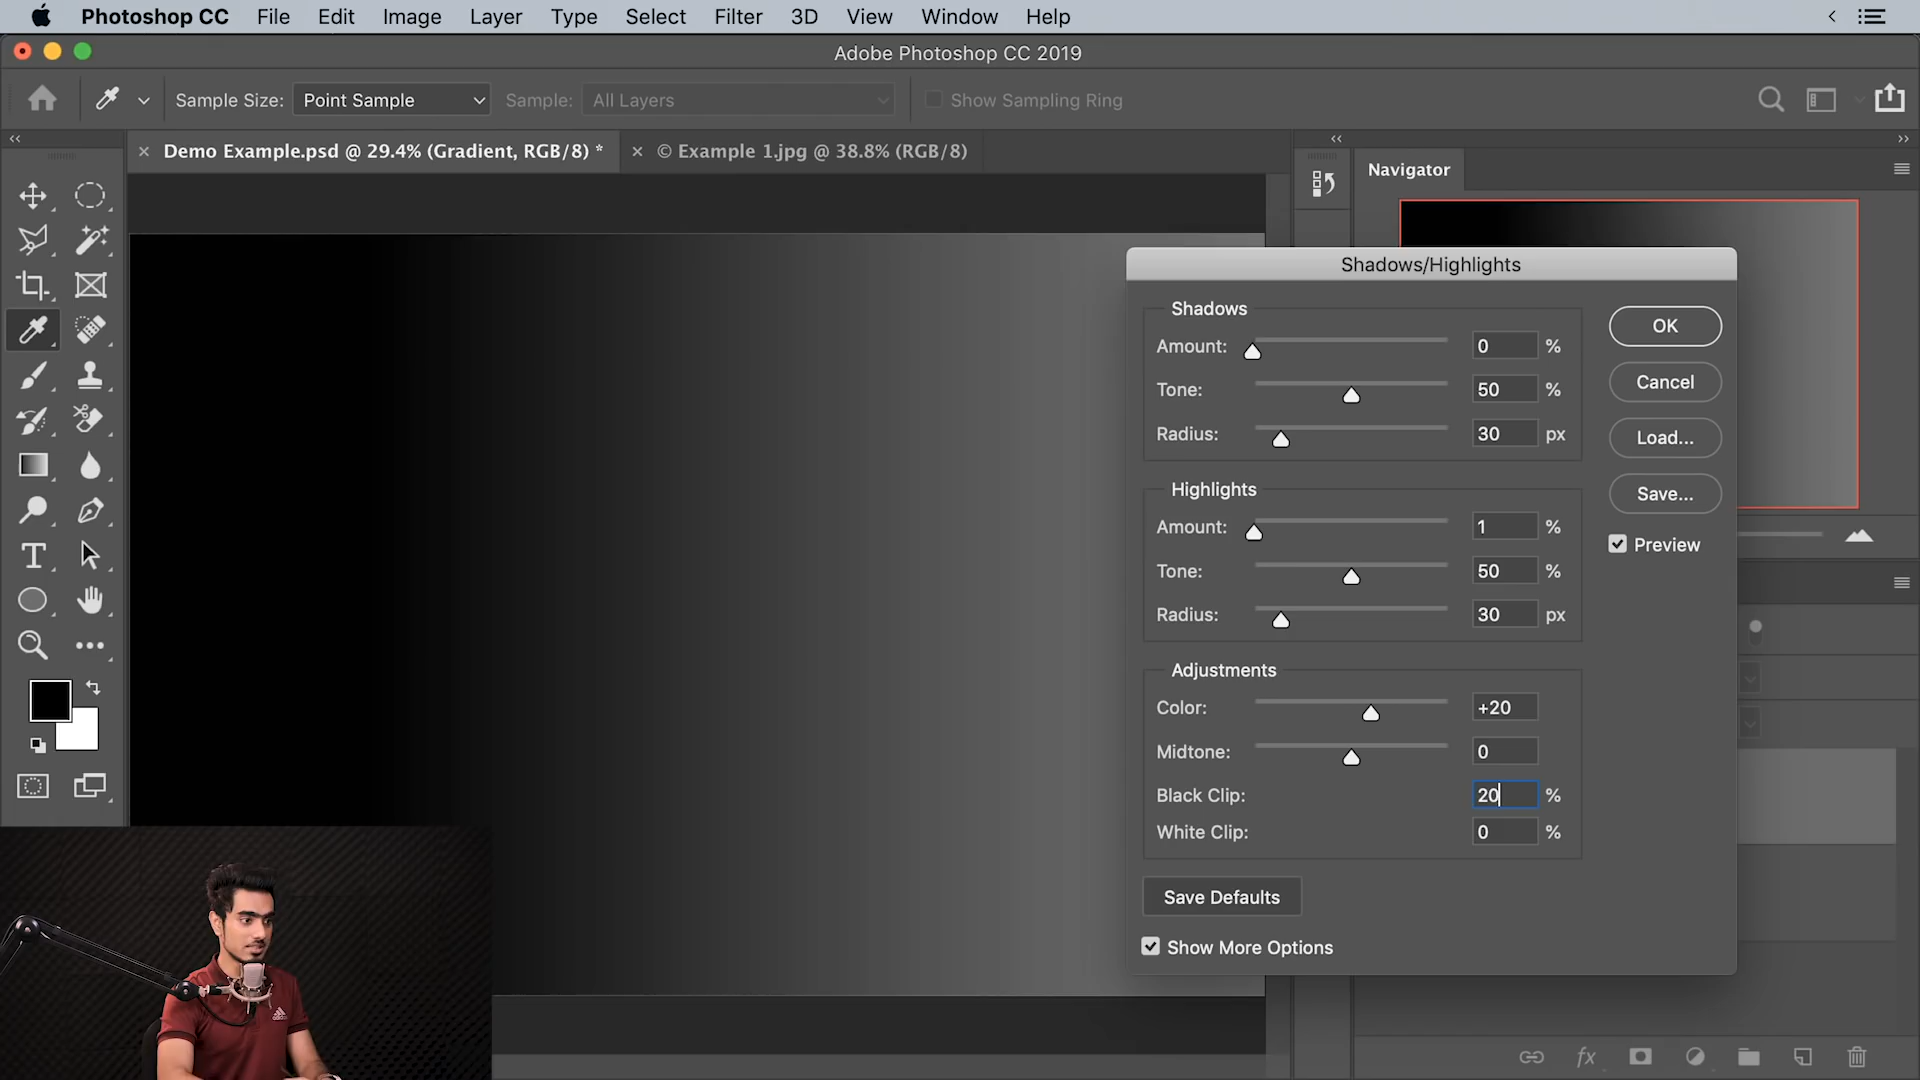 Photoshop CC File Edit Image Layer Type Select Filter 3D View Window Help
Adobe Photoshop CC 2019
Sample Size: Point Sample Sample: All Layers Show Sampling Ring
Demo Example.psd @ 29.4% (Gradient, RGB/8) *
© Example 1.jpg @ 38.8% (RGB/8)
Navigator
Shadows/Highlights
Shadows
Amount: 0 %
Tone: 50 %
Radius: 30 px
Highlights
Amount: 1 %
Tone: 50 %
Radius: 30 px
Adjustments
Color: +20
Midtone: 0
Black Clip: 20 %
White Clip: 0 %
Save Defaults
Show More Options
OK
Cancel
Load...
Save...
Preview
T
fx
adidas